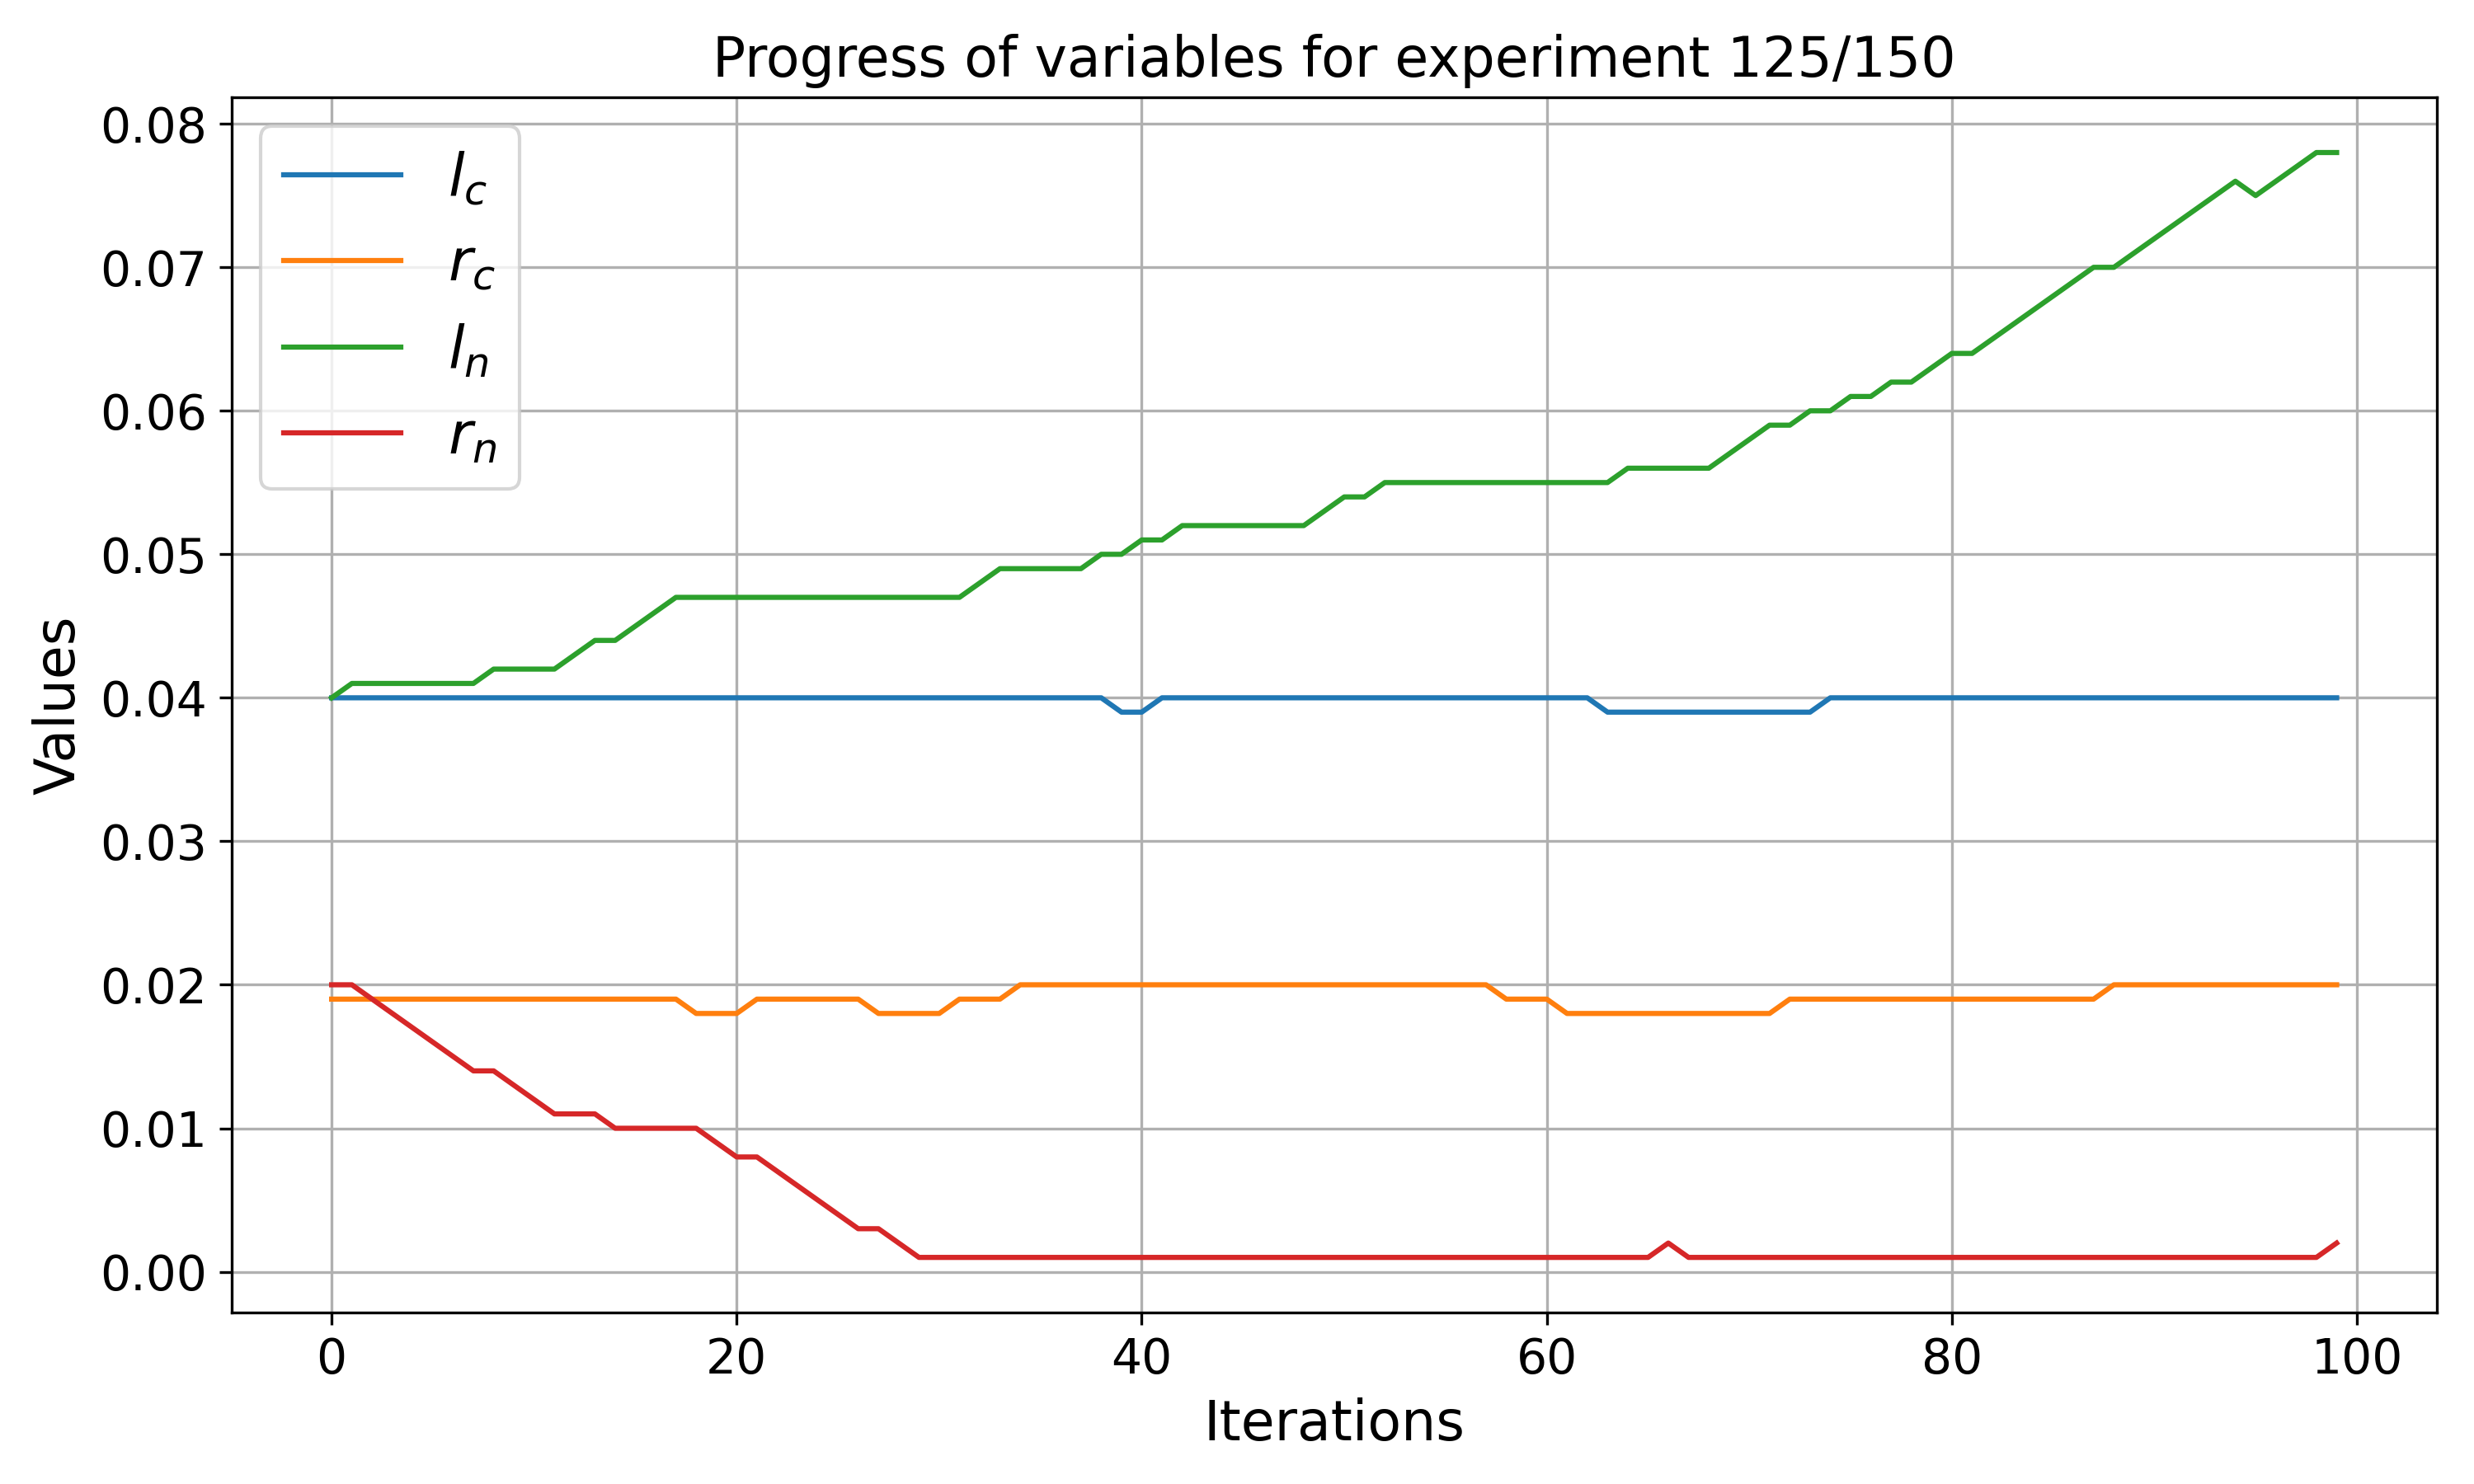 Progress of variables for experiment 125/150
0.08
0.07
0.06
0.05
0.04
0.03
0.02
0.01
0.00
Values
l_c
r_c
l_n
r_n
0 20 40 60 80 100
Iterations